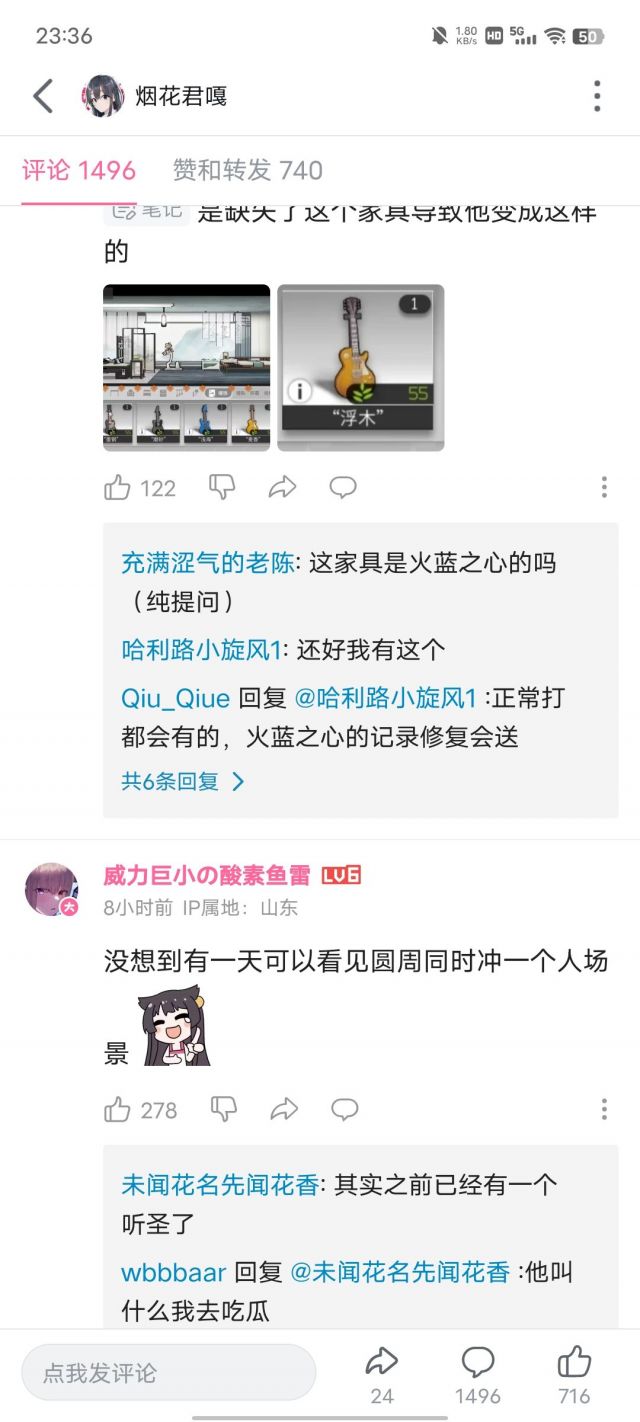 23:36
1.80 KB/s HD 5G 50
烟花君嘎
评论 1496 赞和转发 740
笔记 是缺失了这个家具导致他变成这样
的
1
55
“浮木”
122
充满涩气的老陈: 这家具是火蓝之心的吗
（纯提问）
哈利路小旋风1: 还好我有这个
Qiu_Qiue 回复 @哈利路小旋风1 :正常打
都会有的，火蓝之心的记录修复会送
共6条回复
威力巨小の酸素鱼雷 LV6
大
8小时前 IP属地：山东
没想到有一天可以看见圆周同时冲一个人场
景
278
未闻花名先闻花香: 其实之前已经有一个
听圣了
wbbbaar 回复 @未闻花名先闻花香 :他叫
什么我去吃瓜
点我发评论
24 1496 716